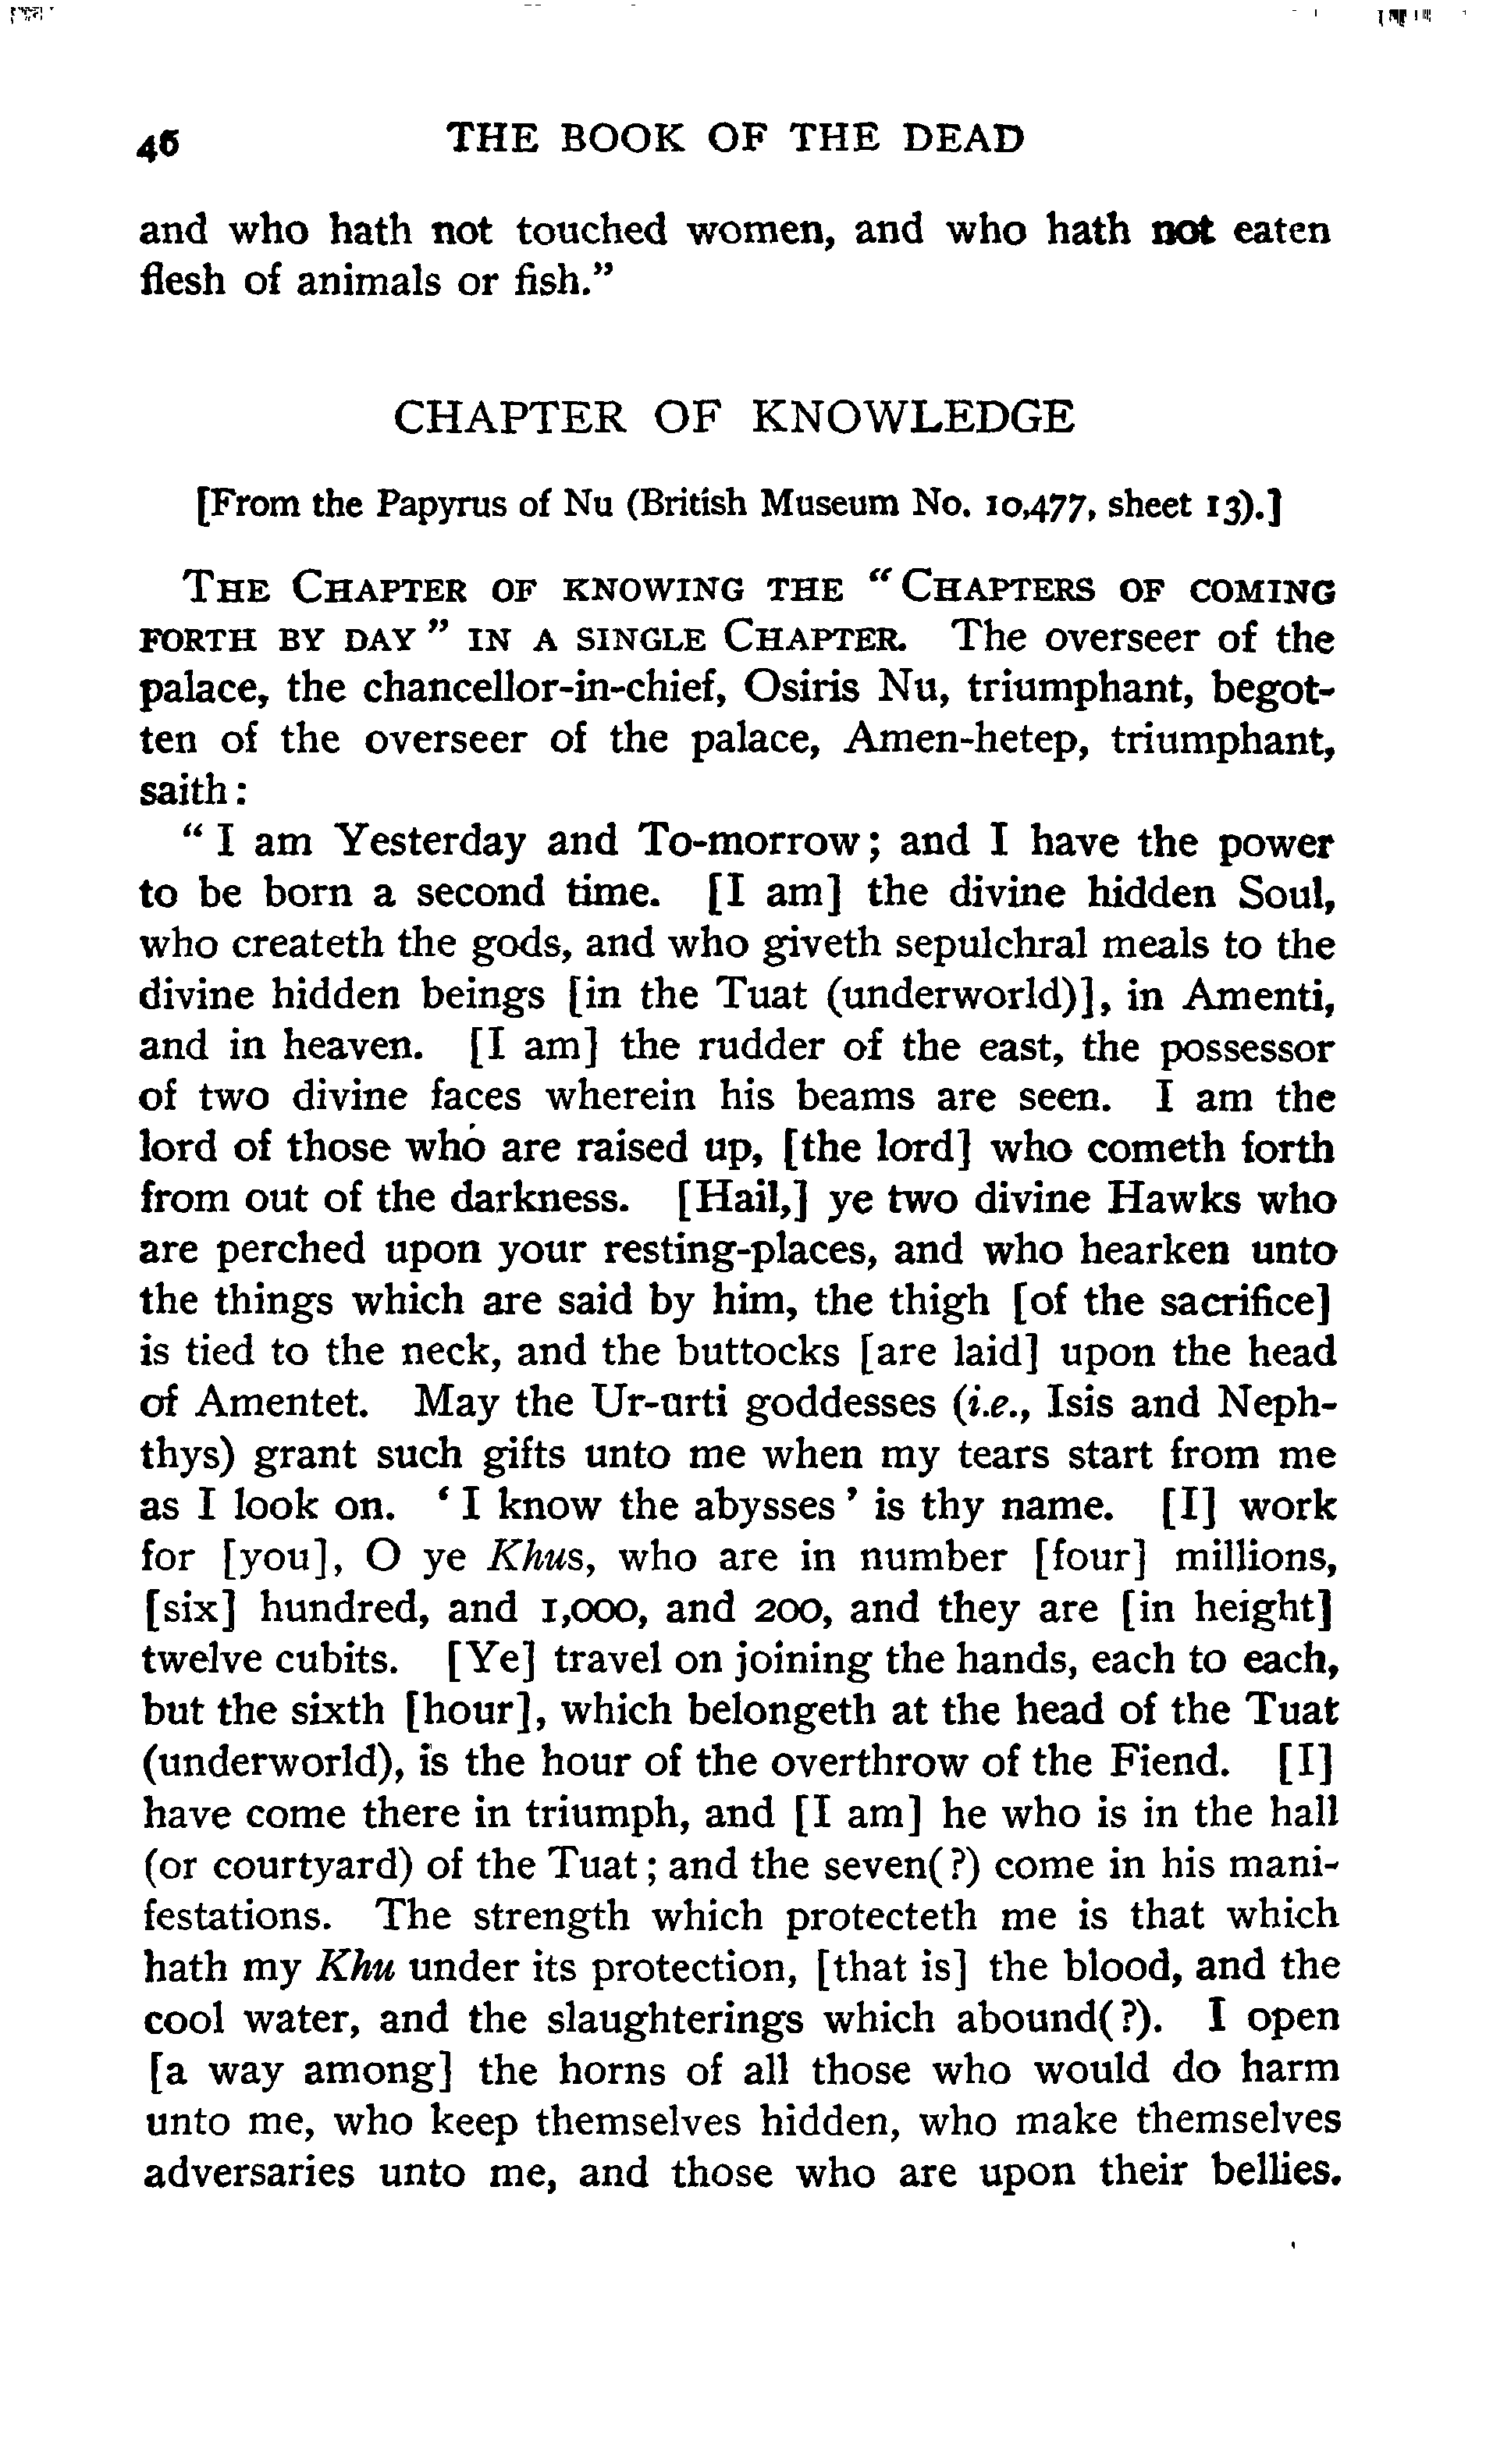 46 THE BOOK OF THE DEAD
and who hath not touched women, and who hath not eaten
flesh of animals or fish."
CHAPTER OF KNOWLEDGE
[From the Papyrus of Nu (British Museum No. 10,477, sheet 13).]
THE CHAPTER OF KNOWING THE "CHAPTERS OF COMING
FORTH BY DAY" IN A SINGLE CHAPTER. The overseer of the
palace, the chancellor-in-chief, Osiris Nu, triumphant, begot-
ten of the overseer of the palace, Amen-hetep, triumphant,
saith:
"I am Yesterday and To-morrow; and I have the power
to be born a second time. [I am] the divine hidden Soul,
who createth the gods, and who giveth sepulchral meals to the
divine hidden beings [in the Tuat (underworld)], in Amenti,
and in heaven. [I am] the rudder of the east, the possessor
of two divine faces wherein his beams are seen. I am the
lord of those who are raised up, [the lord] who cometh forth
from out of the darkness. [Hail,] ye two divine Hawks who
are perched upon your resting-places, and who hearken unto
the things which are said by him, the thigh [of the sacrifice]
is tied to the neck, and the buttocks [are laid] upon the head
of Amentet. May the Ur-urti goddesses (i.e., Isis and Neph-
thys) grant such gifts unto me when my tears start from me
as I look on. 'I know the abysses' is thy name. [I] work
for [you], O ye Khus, who are in number [four] millions,
[six] hundred, and 1,000, and 200, and they are [in height]
twelve cubits. [Ye] travel on joining the hands, each to each,
but the sixth [hour], which belongeth at the head of the Tuat
(underworld), is the hour of the overthrow of the Fiend. [I]
have come there in triumph, and [I am] he who is in the hall
(or courtyard) of the Tuat; and the seven(?) come in his mani-
festations. The strength which protecteth me is that which
hath my Khu under its protection, [that is] the blood, and the
cool water, and the slaughterings which abound(?). I open
[a way among] the horns of all those who would do harm
unto me, who keep themselves hidden, who make themselves
adversaries unto me, and those who are upon their bellies.